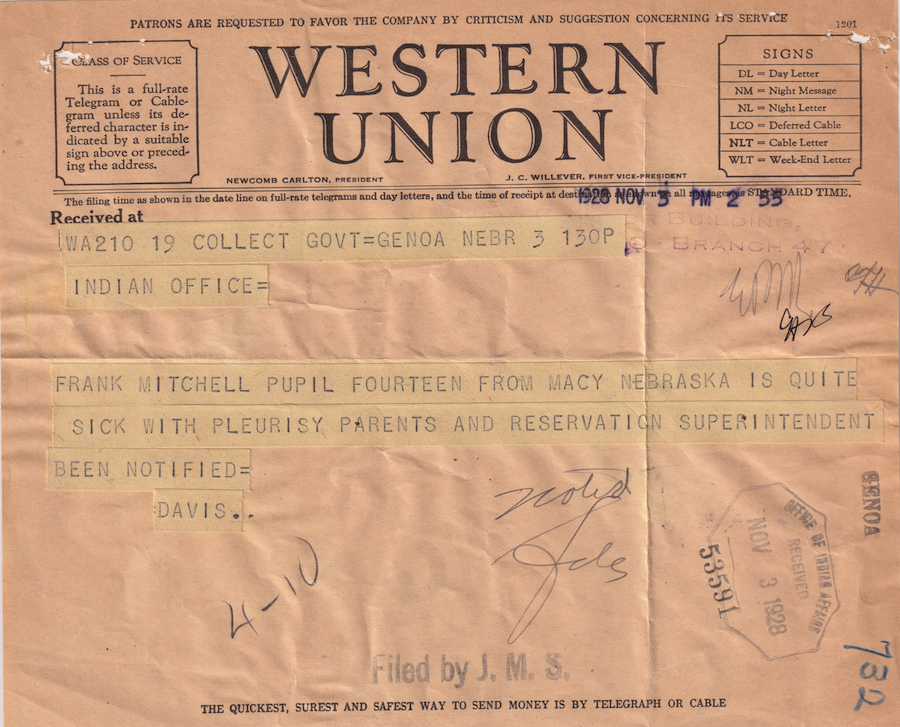 PATRONS ARE REQUESTED TO FAVOR THE COMPANY BY CRITICISM AND SUGGESTION CONCERNING ITS SERVICE
1201
CLASS OF SERVICE
This is a full-rate
Telegram or Cable-
gram unless its de-
ferred character is in-
dicated by a suitable
sign above or preced-
ing the address.
WESTERN
UNION
NEWCOMB CARLTON, PRESIDENT
J. C. WILLEVER, FIRST VICE-PRESIDENT
SIGNS
DL = Day Letter
NM = Night Message
NL = Night Letter
LCO = Deferred Cable
NLT = Cable Letter
WLT = Week-End Letter
The filing time as shown in the date line on full-rate telegrams and day letters, and the time of receipt at destination as shown on all messages, is STANDARD TIME.
1928 NOV 3 PM 2 55
Received at
BUILDING,
BRANCH 47
WA210 19 COLLECT GOVT=GENOA NEBR 3 130P
INDIAN OFFICE=
FRANK MITCHELL PUPIL FOURTEEN FROM MACY NEBRASKA IS QUITE
SICK WITH PLEURISY PARENTS AND RESERVATION SUPERINTENDENT
BEEN NOTIFIED=
DAVIS..
noted
GENOA
OFFICE OF INDIAN AFFAIRS
RECEIVED
NOV 3 1928
53591
4-10
732
Filed by J. M. S.
THE QUICKEST, SUREST AND SAFEST WAY TO SEND MONEY IS BY TELEGRAPH OR CABLE